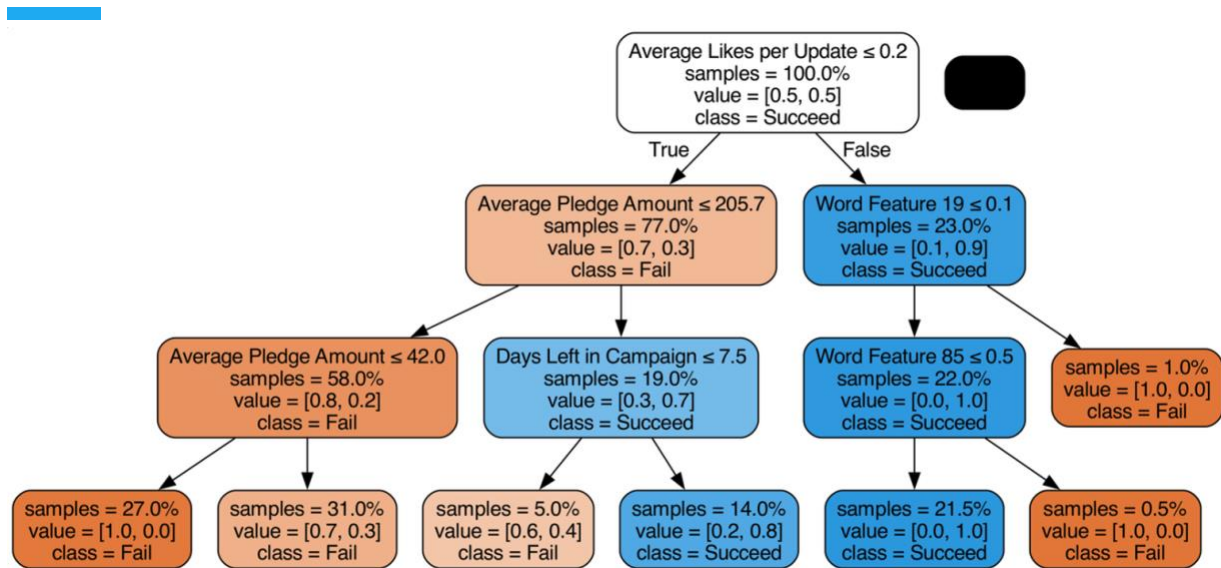 Average Likes per Update ≤ 0.2
samples = 100.0%
value = [0.5, 0.5]
class = Succeed
True
False
Average Pledge Amount ≤ 205.7
samples = 77.0%
value = [0.7, 0.3]
class = Fail
Word Feature 19 ≤ 0.1
samples = 23.0%
value = [0.1, 0.9]
class = Succeed
Average Pledge Amount ≤ 42.0
samples = 58.0%
value = [0.8, 0.2]
class = Fail
Days Left in Campaign ≤ 7.5
samples = 19.0%
value = [0.3, 0.7]
class = Succeed
Word Feature 85 ≤ 0.5
samples = 22.0%
value = [0.0, 1.0]
class = Succeed
samples = 1.0%
value = [1.0, 0.0]
class = Fail
samples = 27.0%
value = [1.0, 0.0]
class = Fail
samples = 31.0%
value = [0.7, 0.3]
class = Fail
samples = 5.0%
value = [0.6, 0.4]
class = Fail
samples = 14.0%
value = [0.2, 0.8]
class = Succeed
samples = 21.5%
value = [0.0, 1.0]
class = Succeed
samples = 0.5%
value = [1.0, 0.0]
class = Fail